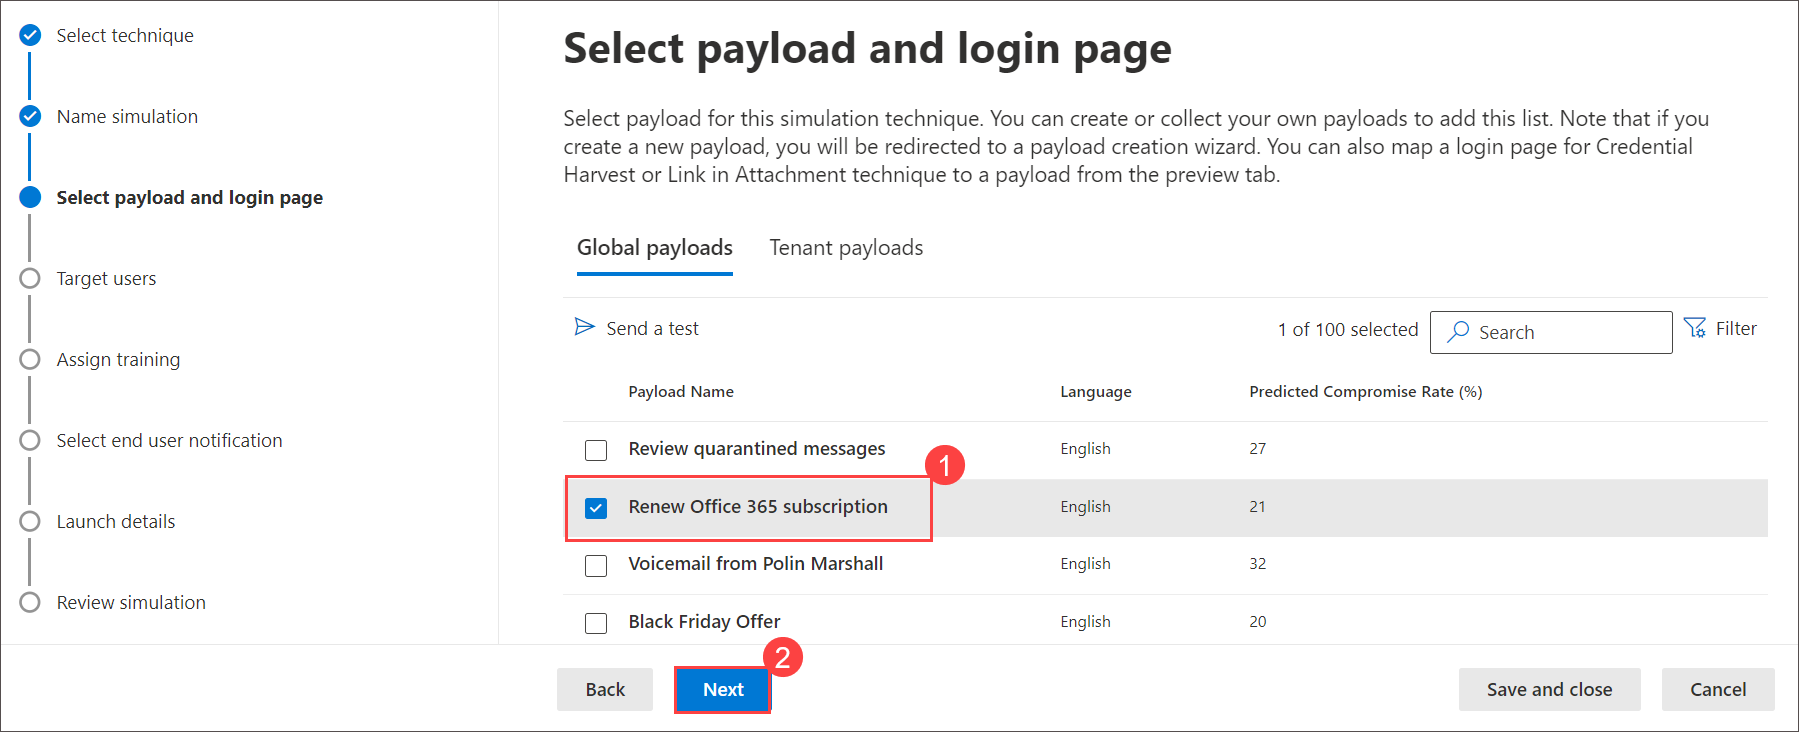 Select technique
Name simulation
Select payload and login page
Target users
Assign training
Select end user notification
Launch details
Review simulation
Select payload and login page
Select payload for this simulation technique. You can create or collect your own payloads to add this list. Note that if you
create a new payload, you will be redirected to a payload creation wizard. You can also map a login page for Credential
Harvest or Link in Attachment technique to a payload from the preview tab.
Global payloads Tenant payloads
Send a test 1 of 100 selected Search Filter
Payload Name Language Predicted Compromise Rate (%)
Review quarantined messages English 27
1
Renew Office 365 subscription English 21
Voicemail from Polin Marshall English 32
Black Friday Offer English 20
2
Back Next Save and close Cancel